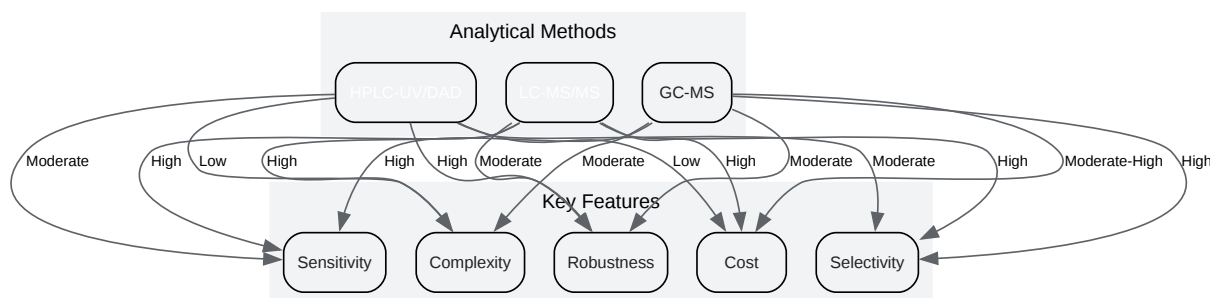 Analytical Methods
HPLC-UV/DAD
LC-MS/MS
GC-MS
Moderate
High
Low
High
High
High
Moderate
Moderate
Low
High
Moderate
Moderate
High
Moderate-High
High
Key Features
Sensitivity
Complexity
Robustness
Cost
Selectivity